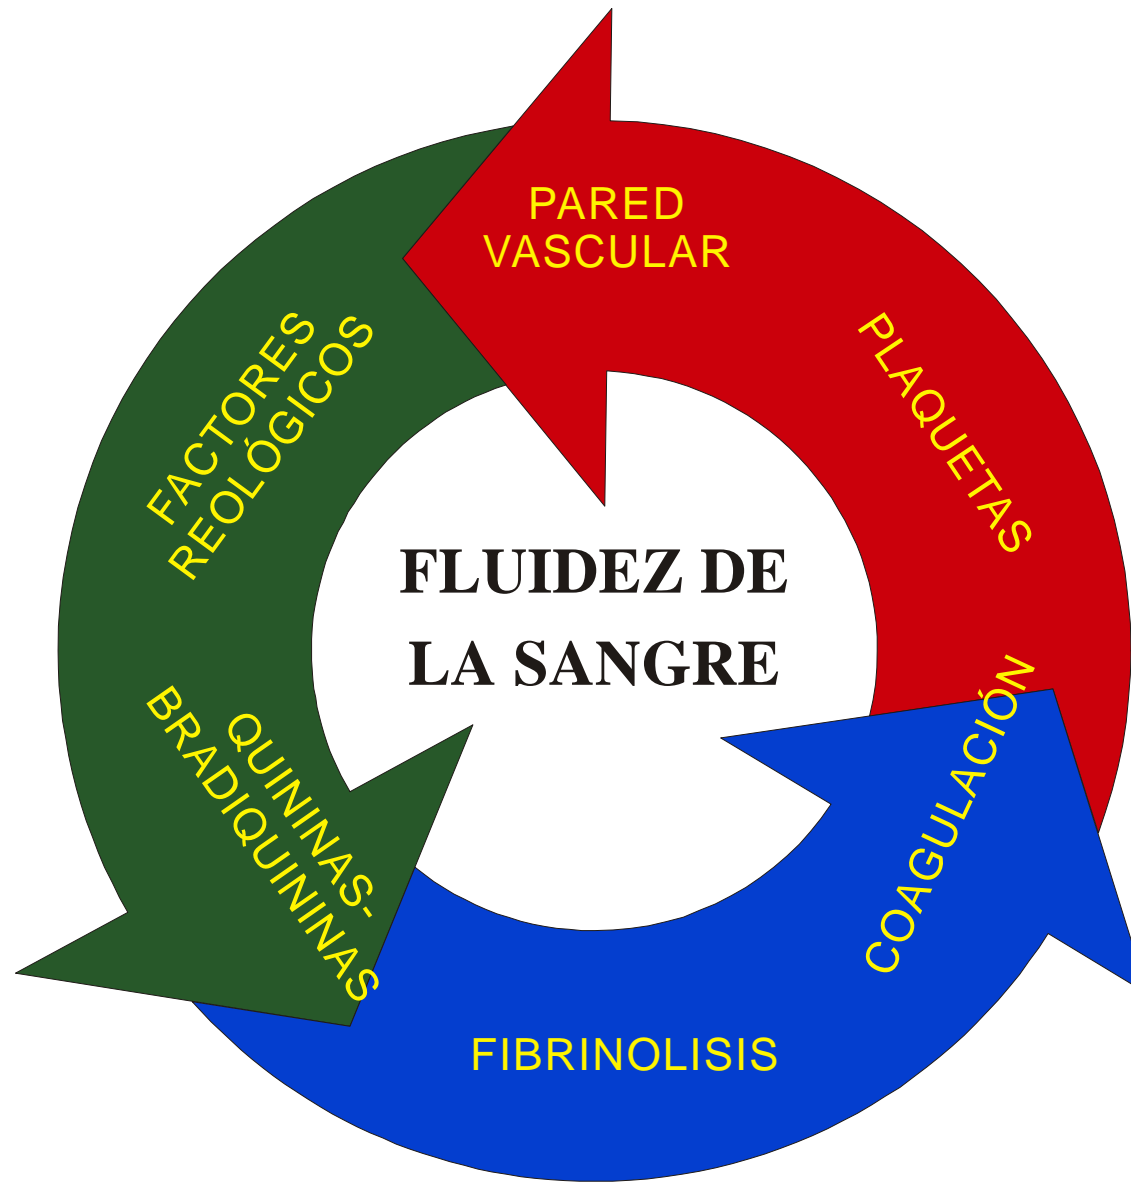 PARED
VASCULAR
PLAQUETAS
FACTORES
REOLÓGICOS
FLUIDEZ DE
LA SANGRE
COAGULACIÓN
QUININAS-
BRADIQUININAS
FIBRINOLISIS